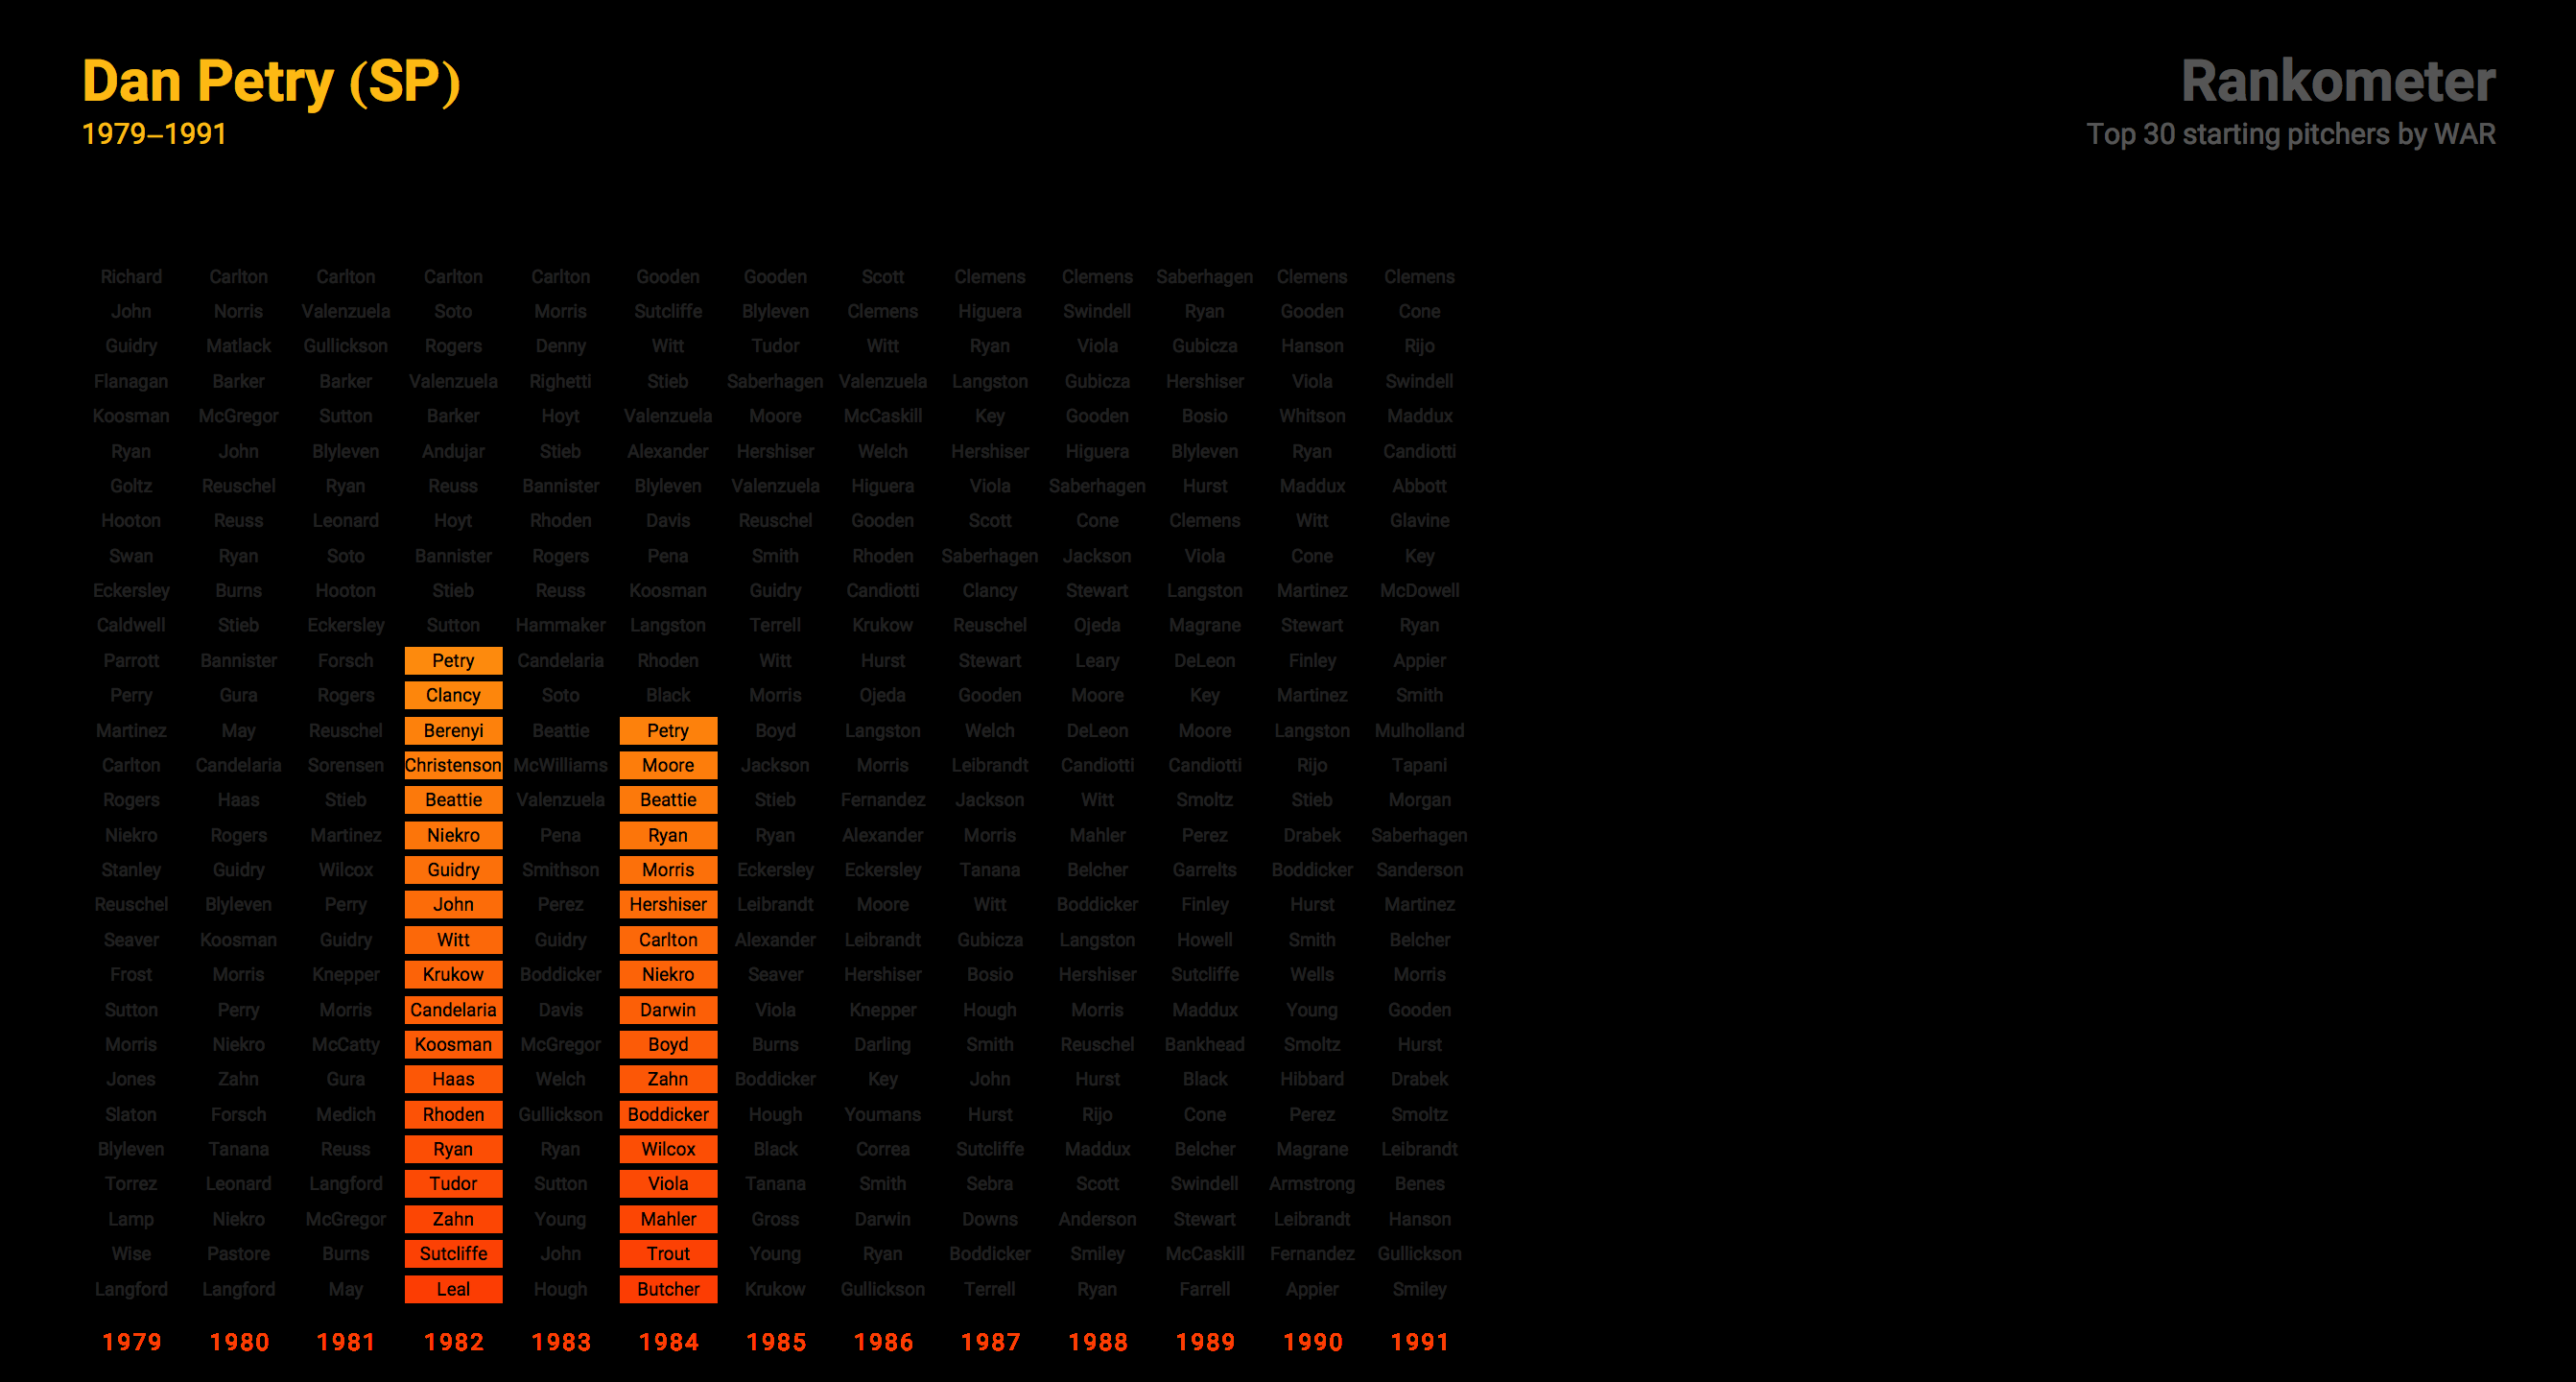 Dan Petry (SP)
1979–1991
Rankometer
Top 30 starting pitchers by WAR
Richard Carlton Carlton Carlton Carlton Gooden Gooden Scott Clemens Clemens Saberhagen Clemens Clemens
John Norris Valenzuela Soto Morris Sutcliffe Blyleven Clemens Higuera Swindell Ryan Gooden Cone
Guidry Matlack Gullickson Rogers Denny Witt Tudor Witt Ryan Viola Gubicza Hanson Rijo
Flanagan Barker Barker Valenzuela Righetti Stieb Saberhagen Valenzuela Langston Gubicza Hershiser Viola Swindell
Koosman McGregor Sutton Barker Hoyt Valenzuela Moore McCaskill Key Gooden Bosio Whitson Maddux
Ryan John Blyleven Andujar Stieb Alexander Hershiser Welch Hershiser Higuera Blyleven Ryan Candiotti
Goltz Reuschel Ryan Reuss Bannister Blyleven Valenzuela Higuera Viola Saberhagen Hurst Maddux Abbott
Hooton Reuss Leonard Hoyt Rhoden Davis Reuschel Gooden Scott Cone Clemens Witt Glavine
Swan Ryan Soto Bannister Rogers Pena Smith Rhoden Saberhagen Jackson Viola Cone Key
Eckersley Burns Hooton Stieb Reuss Koosman Guidry Candiotti Clancy Stewart Langston Martinez McDowell
Caldwell Stieb Eckersley Sutton Hammaker Langston Terrell Krukow Reuschel Ojeda Magrane Stewart Ryan
Parrott Bannister Forsch Petry Candelaria Rhoden Witt Hurst Stewart Leary DeLeon Finley Appier
Perry Gura Rogers Clancy Soto Black Morris Ojeda Gooden Moore Key Martinez Smith
Martinez May Reuschel Berenyi Beattie Petry Boyd Langston Welch DeLeon Moore Langston Mulholland
Carlton Candelaria Sorensen Christenson McWilliams Moore Jackson Morris Leibrandt Candiotti Candiotti Rijo Tapani
Rogers Haas Stieb Beattie Valenzuela Beattie Stieb Fernandez Jackson Witt Smoltz Stieb Morgan
Niekro Rogers Martinez Niekro Pena Ryan Ryan Alexander Morris Mahler Perez Drabek Saberhagen
Stanley Guidry Wilcox Guidry Smithson Morris Eckersley Eckersley Tanana Belcher Garrelts Boddicker Sanderson
Reuschel Blyleven Perry John Perez Hershiser Leibrandt Moore Witt Boddicker Finley Hurst Martinez
Seaver Koosman Guidry Witt Guidry Carlton Alexander Leibrandt Gubicza Langston Howell Smith Belcher
Frost Morris Knepper Krukow Boddicker Niekro Seaver Hershiser Bosio Hershiser Sutcliffe Wells Morris
Sutton Perry Morris Candelaria Davis Darwin Viola Knepper Hough Morris Maddux Young Gooden
Morris Niekro McCatty Koosman McGregor Boyd Burns Darling Smith Reuschel Bankhead Smoltz Hurst
Jones Zahn Gura Haas Welch Zahn Boddicker Key John Hurst Black Hibbard Drabek
Slaton Forsch Medich Rhoden Gullickson Boddicker Hough Youmans Hurst Rijo Cone Perez Smoltz
Blyleven Tanana Reuss Ryan Ryan Wilcox Black Correa Sutcliffe Maddux Belcher Magrane Leibrandt
Torrez Leonard Langford Tudor Sutton Viola Tanana Smith Sebra Scott Swindell Armstrong Benes
Lamp Niekro McGregor Zahn Young Mahler Gross Darwin Downs Anderson Stewart Leibrandt Hanson
Wise Pastore Burns Sutcliffe John Trout Young Ryan Boddicker Smiley McCaskill Fernandez Gullickson
Langford Langford May Leal Hough Butcher Krukow Gullickson Terrell Ryan Farrell Appier Smiley
1979 1980 1981 1982 1983 1984 1985 1986 1987 1988 1989 1990 1991